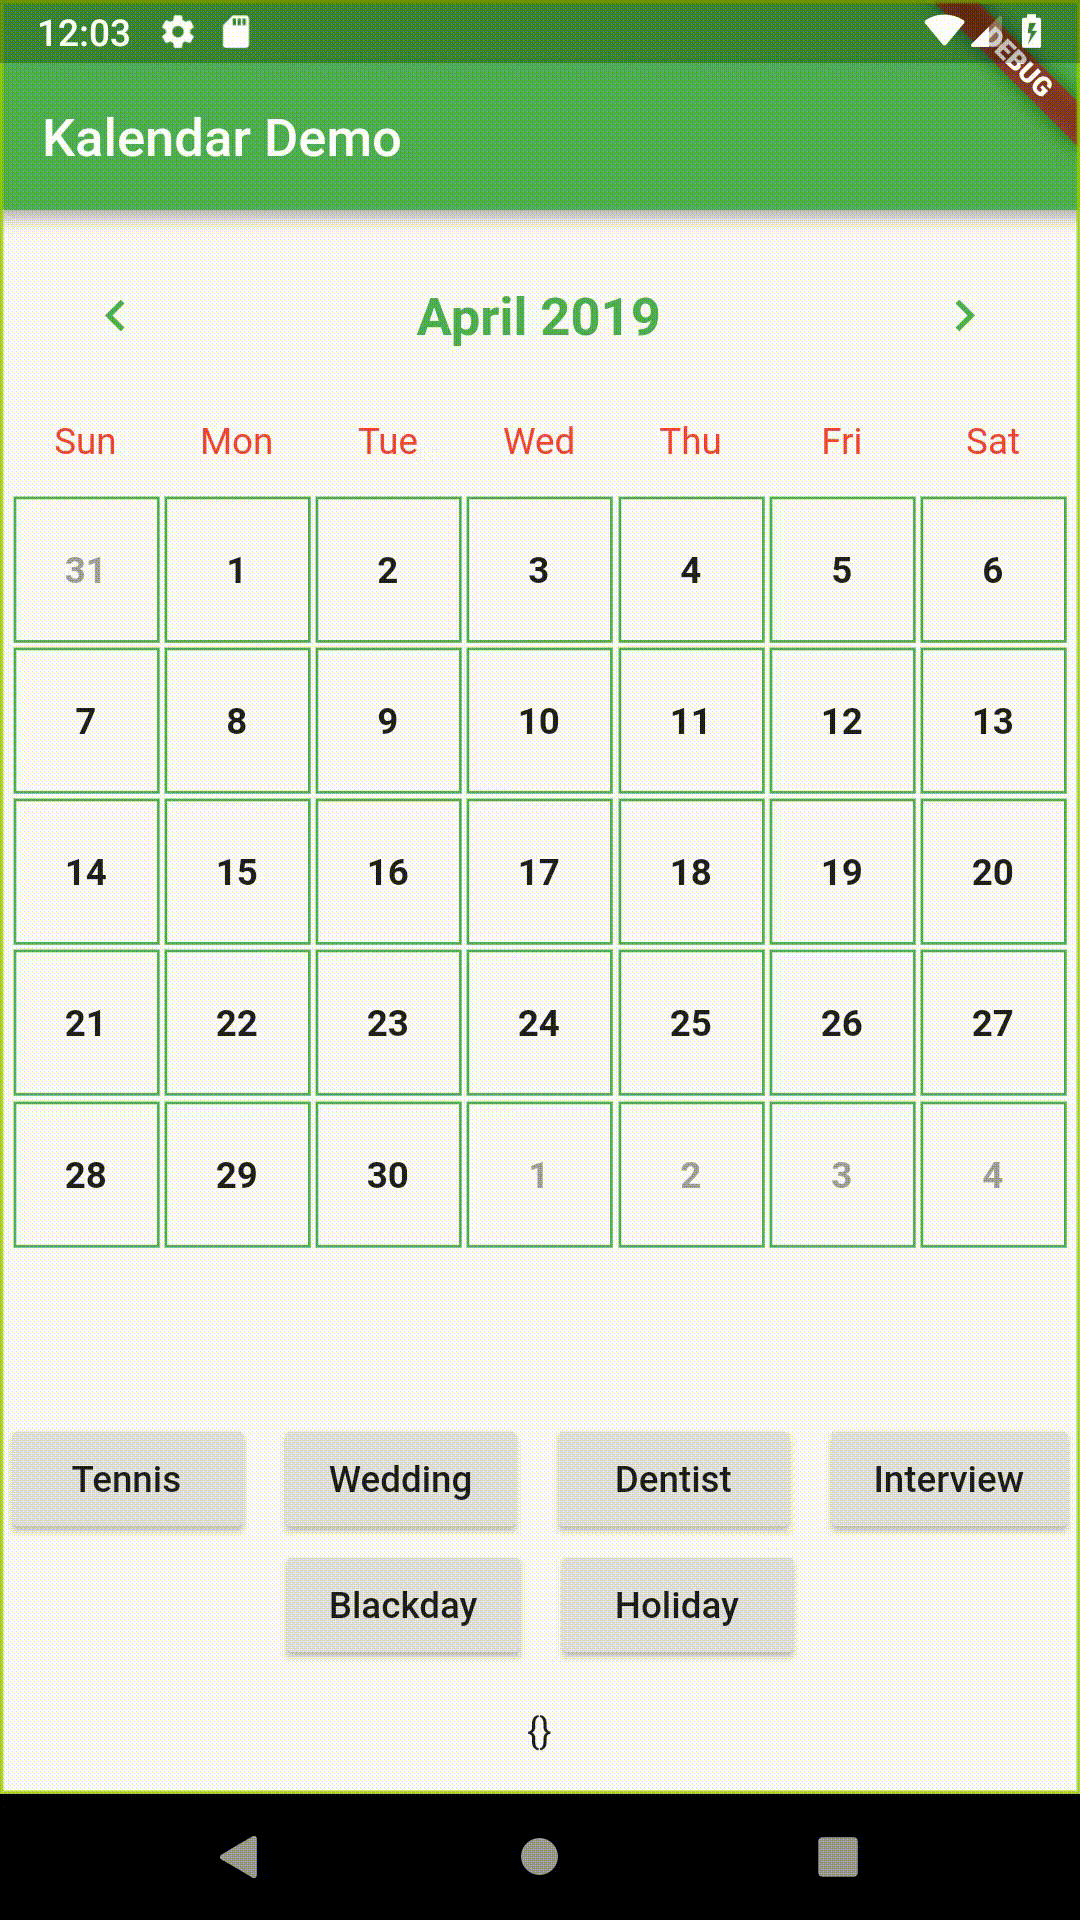 12:03
DEBUG
Kalendar Demo
April 2019
Sun Mon Tue Wed Thu Fri Sat
31 1 2 3 4 5 6
7 8 9 10 11 12 13
14 15 16 17 18 19 20
21 22 23 24 25 26 27
28 29 30 1 2 3 4
Tennis Wedding Dentist Interview
Blackday Holiday
{}